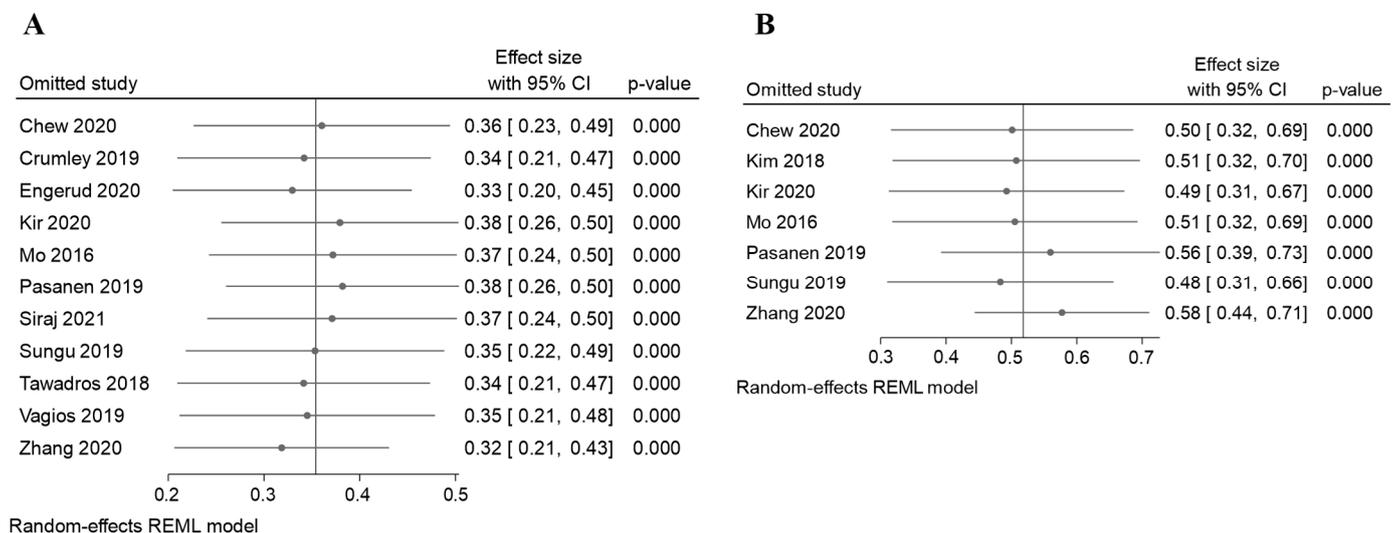 A
Effect size
Omitted study with 95% CI p-value
Chew 2020 0.36 [ 0.23, 0.49] 0.000
Crumley 2019 0.34 [ 0.21, 0.47] 0.000
Engerud 2020 0.33 [ 0.20, 0.45] 0.000
Kir 2020 0.38 [ 0.26, 0.50] 0.000
Mo 2016 0.37 [ 0.24, 0.50] 0.000
Pasanen 2019 0.38 [ 0.26, 0.50] 0.000
Siraj 2021 0.37 [ 0.24, 0.50] 0.000
Sungu 2019 0.35 [ 0.22, 0.49] 0.000
Tawadros 2018 0.34 [ 0.21, 0.47] 0.000
Vagios 2019 0.35 [ 0.21, 0.48] 0.000
Zhang 2020 0.32 [ 0.21, 0.43] 0.000
0.2 0.3 0.4 0.5
Random-effects REML model
B
Effect size
Omitted study with 95% CI p-value
Chew 2020 0.50 [ 0.32, 0.69] 0.000
Kim 2018 0.51 [ 0.32, 0.70] 0.000
Kir 2020 0.49 [ 0.31, 0.67] 0.000
Mo 2016 0.51 [ 0.32, 0.69] 0.000
Pasanen 2019 0.56 [ 0.39, 0.73] 0.000
Sungu 2019 0.48 [ 0.31, 0.66] 0.000
Zhang 2020 0.58 [ 0.44, 0.71] 0.000
0.3 0.4 0.5 0.6 0.7
Random-effects REML model